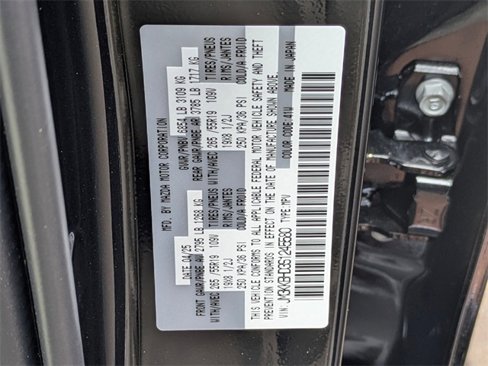 MFD. BY MAZDA MOTOR CORPORATION
DATE 04/25 GVWR/PNBV 6854 LB 3109 KG
FRONT GAWR/PNBE AV 2795 LB 1268 KG REAR GAWR/PNBE AR 3785 LB 1717 KG
WITH/AVEC TIRES/PNEUS RIMS/JANTES COLD/A FROID
265/55R19 109V 19X8 1/2J 250 KPA/36 PSI
WITH/AVEC TIRES/PNEUS RIMS/JANTES COLD/A FROID
265/55R19 109V 19X8 1/2J 250 KPA/36 PSI
THIS VEHICLE CONFORMS TO ALL APPLICABLE FEDERAL MOTOR VEHICLE SAFETY AND THEFT
PREVENTION STANDARDS IN EFFECT ON THE DATE OF MANUFACTURE SHOWN ABOVE.
VIN: TYPE: MPV COLOR CODE: 41W MADE IN JAPAN